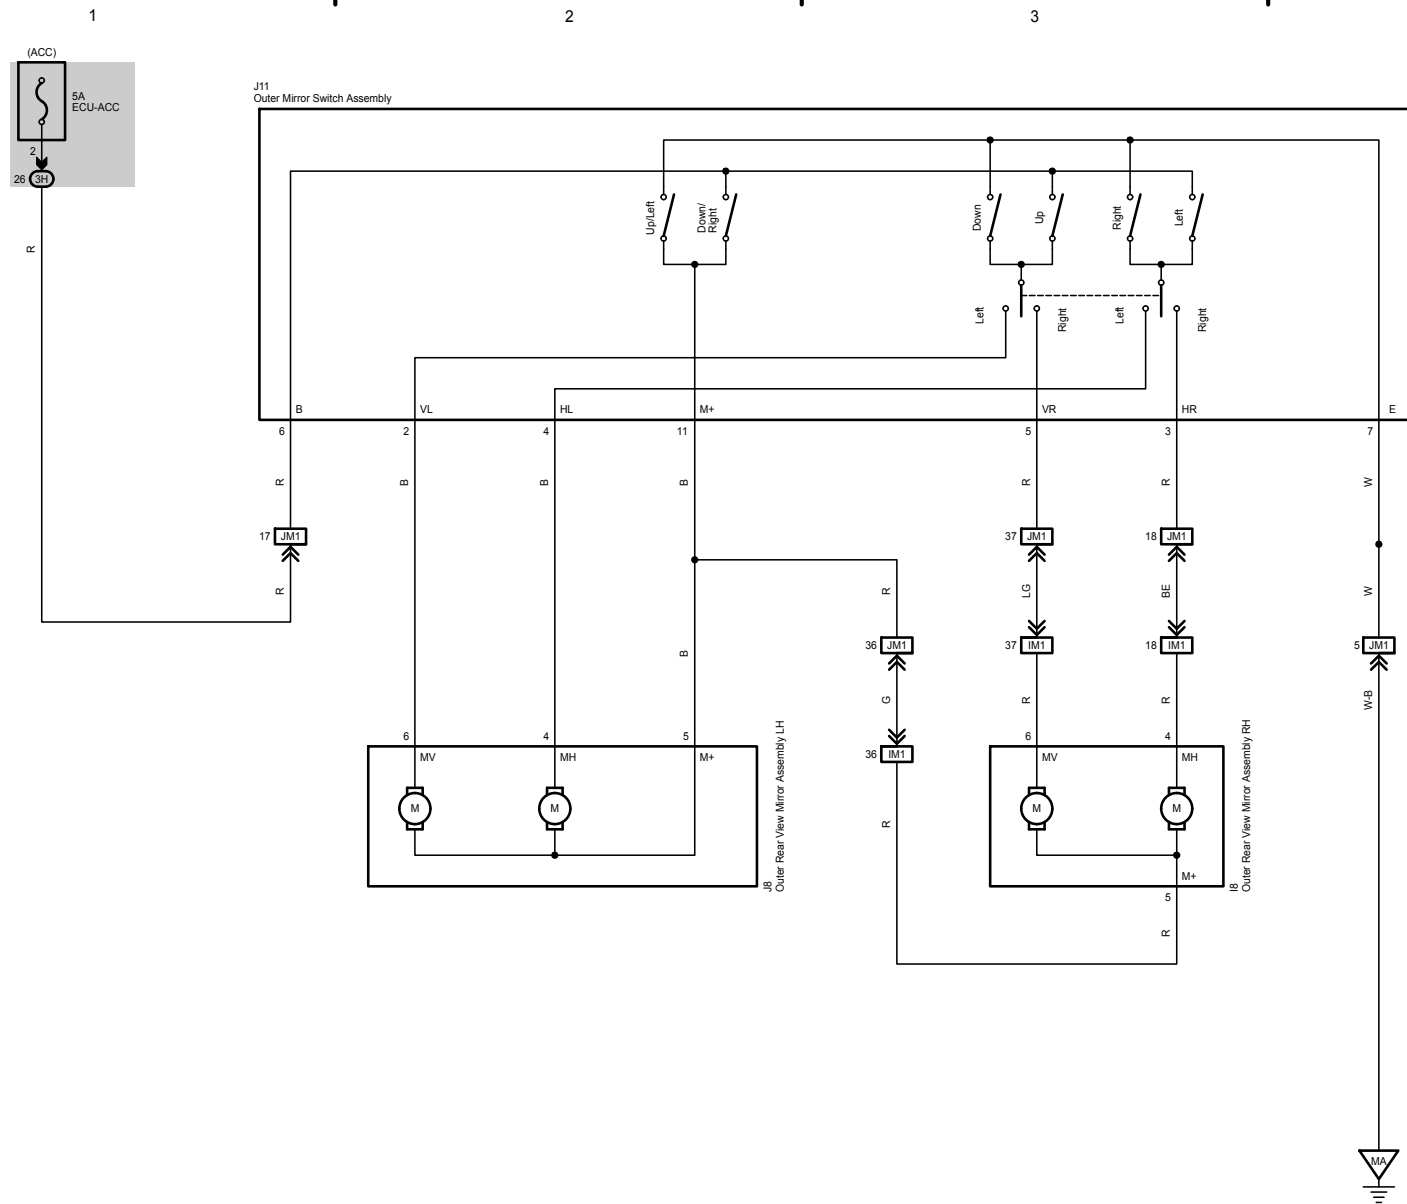 1 2 3
(ACC)
5A
ECU-ACC
2
26 3H
R
J11
Outer Mirror Switch Assembly
Up/Left
Down/
Right
Down
Up
Right
Left
Left
Right
Left
Right
B VL HL M+ VR HR E
6 2 4 11 5 3 7
R B B B R R W
17 JM1 37 JM1 18 JM1
R R LG BE W
36 JM1 37 IM1 18 IM1 5 JM1
B
G R R W-B
6 4 5 6 4
MV MH M+ 36 IM1 MV MH
M M M M
R
M+
J8
Outer Rear View Mirror Assembly LH
I8
Outer Rear View Mirror Assembly RH
5
R
MA